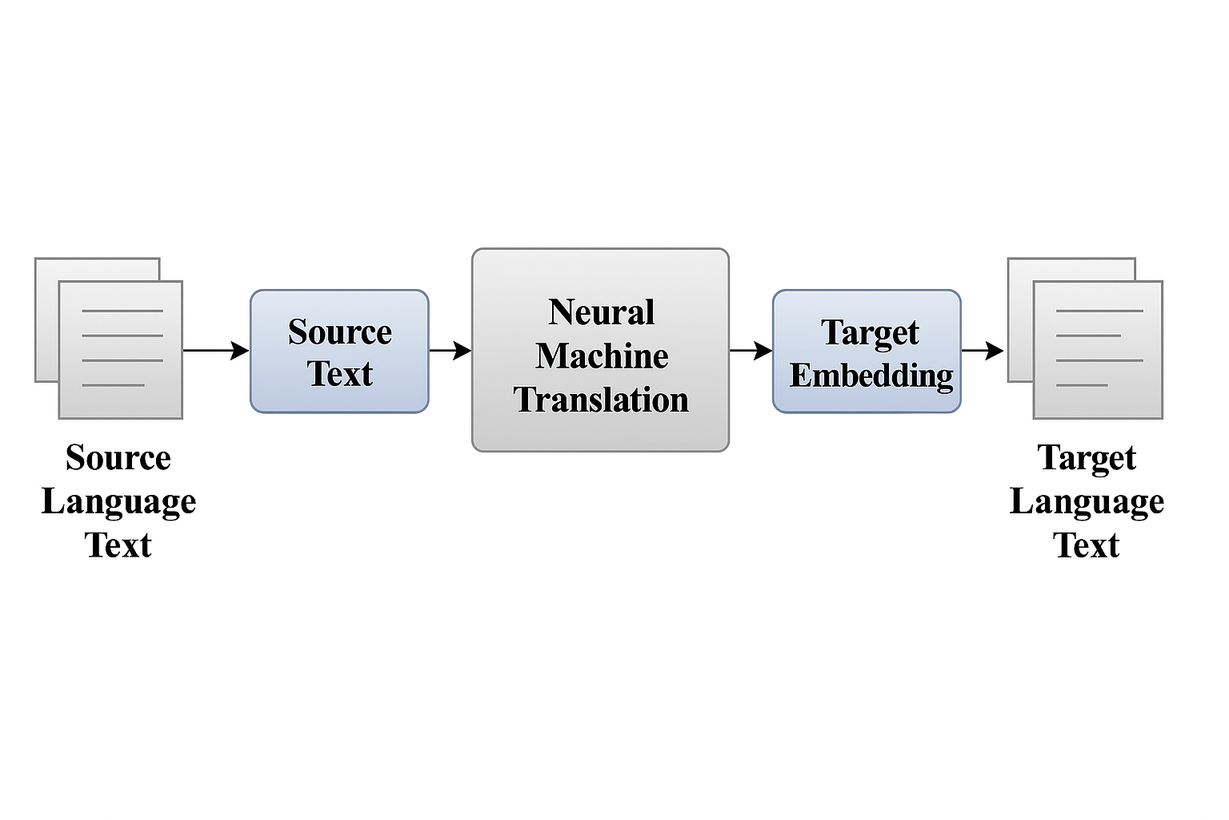 Source
Language
Text
Source
Text
Neural
Machine
Translation
Target
Embedding
Target
Language
Text